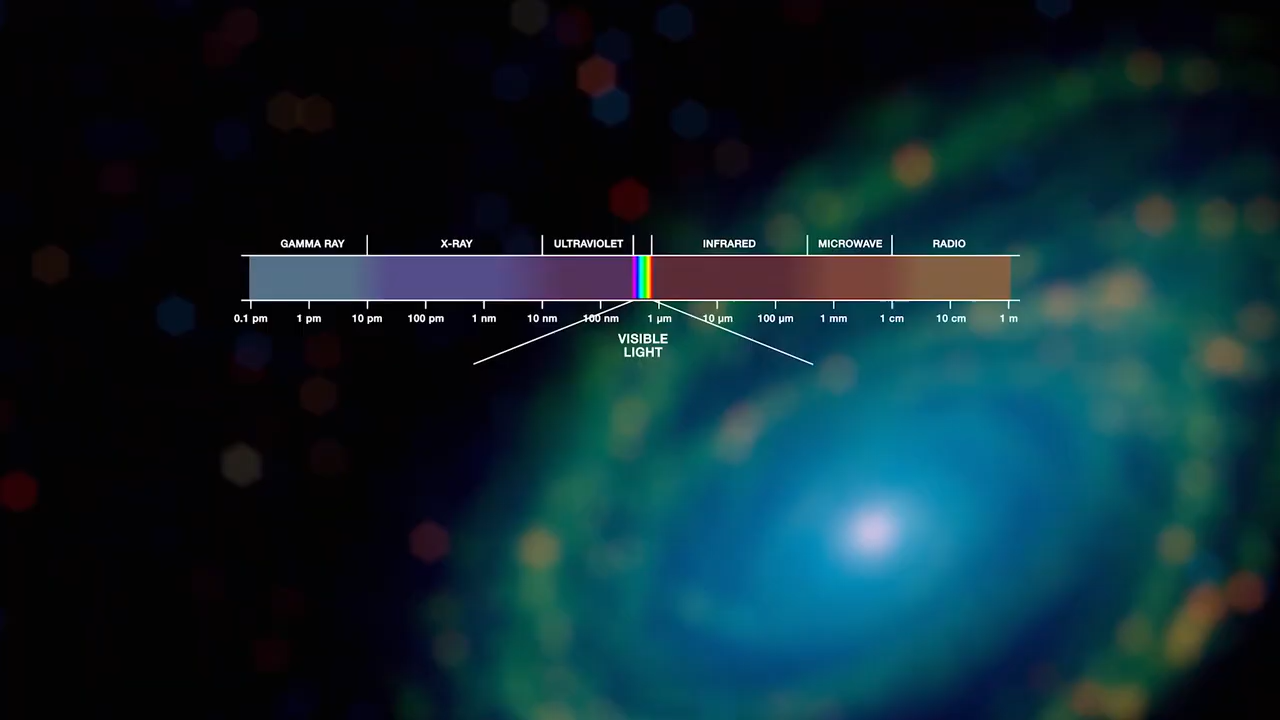 GAMMA RAY X-RAY ULTRAVIOLET INFRARED MICROWAVE RADIO
0.1 pm 1 pm 10 pm 100 pm 1 nm 10 nm 100 nm 1 µm 10 µm 100 µm 1 mm 1 cm 10 cm 1 m
VISIBLE
LIGHT